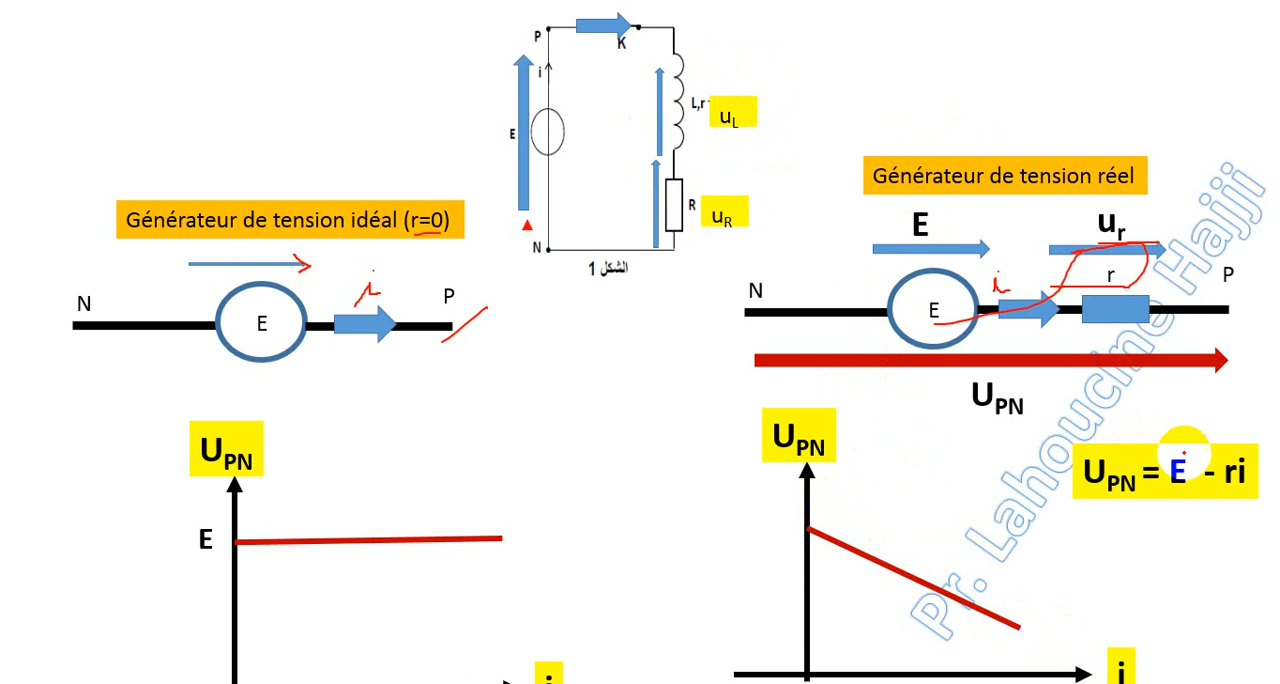 P
K
i
E
L,r
uL
R
uR
N
الشكل 1
Générateur de tension idéal (r=0)
i
N
E
P
UPN
E
i
Générateur de tension réel
E
ur
N
E
i
r
P
UPN
UPN
UPN = E - ri
i
Pr. Lahoucine Hajji